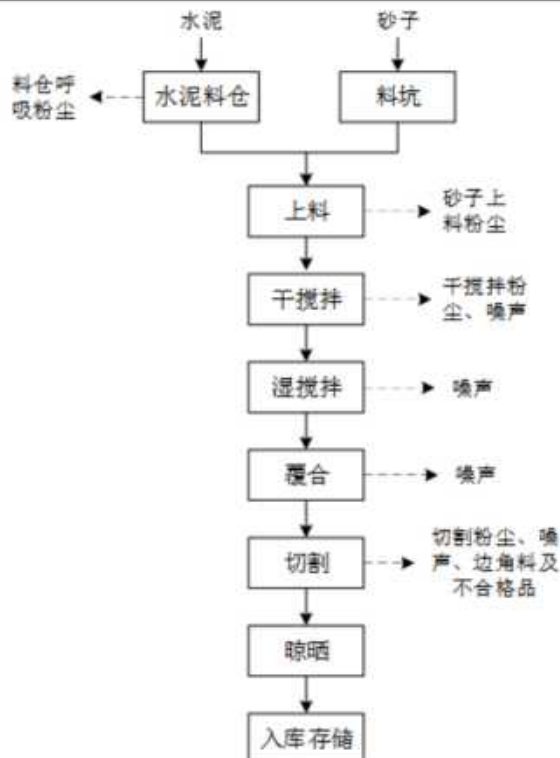 水泥
砂子
料仓呼
吸粉尘
水泥料仓
料坑
上料
砂子上
料粉尘
干搅拌
干搅拌粉
尘、噪声
湿搅拌
噪声
覆合
噪声
切割
切割粉尘、噪
声、边角料及
不合格品
晾晒
入库存储